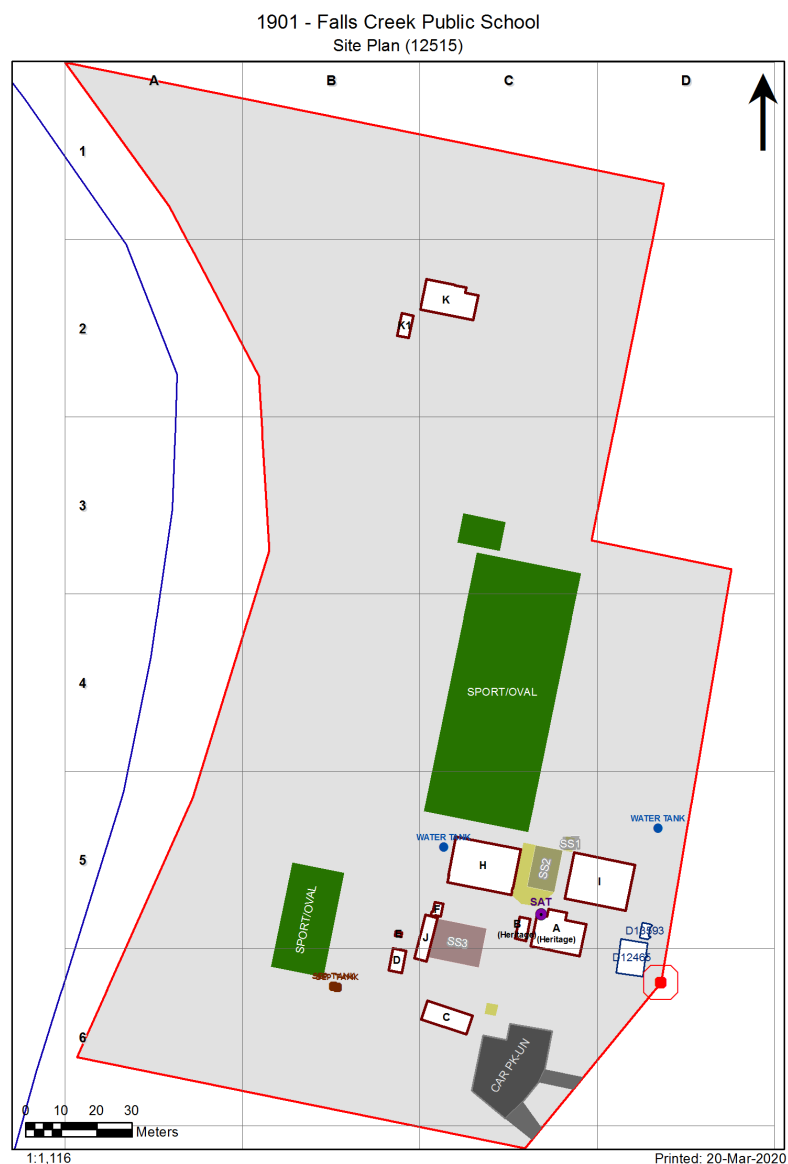 1901 - Falls Creek Public School
Site Plan (12515)
A B C D
1
K
2
K1
3
4
SPORT/OVAL
WATER TANK
WATER TANK
SS1
5
H
SS2
I
SPORT/OVAL
SAT
F
B
(Heritage)
A
(Heritage)
D13593
J
SS3
D
D12465
SEPTANK
C
6
CAR PK-UN
0 10 20 30
Meters
1:1,116
Printed: 20-Mar-2020